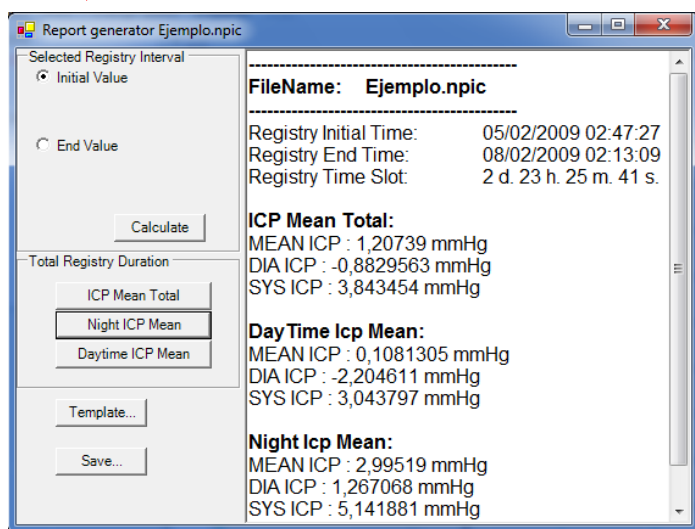 Report generator Ejemplo.npic
Selected Registry Interval
Initial Value
End Value
Calculate
Total Registry Duration
ICP Mean Total
Night ICP Mean
Daytime ICP Mean
Template...
Save...
--------------------------------------------
FileName: Ejemplo.npic
--------------------------------------------
Registry Initial Time: 05/02/2009 02:47:27
Registry End Time: 08/02/2009 02:13:09
Registry Time Slot: 2 d. 23 h. 25 m. 41 s.
ICP Mean Total:
MEAN ICP : 1,20739 mmHg
DIA ICP : -0,8829563 mmHg
SYS ICP : 3,843454 mmHg
DayTime Icp Mean:
MEAN ICP : 0,1081305 mmHg
DIA ICP : -2,204611 mmHg
SYS ICP : 3,043797 mmHg
Night Icp Mean:
MEAN ICP : 2,99519 mmHg
DIA ICP : 1,267068 mmHg
SYS ICP : 5,141881 mmHg